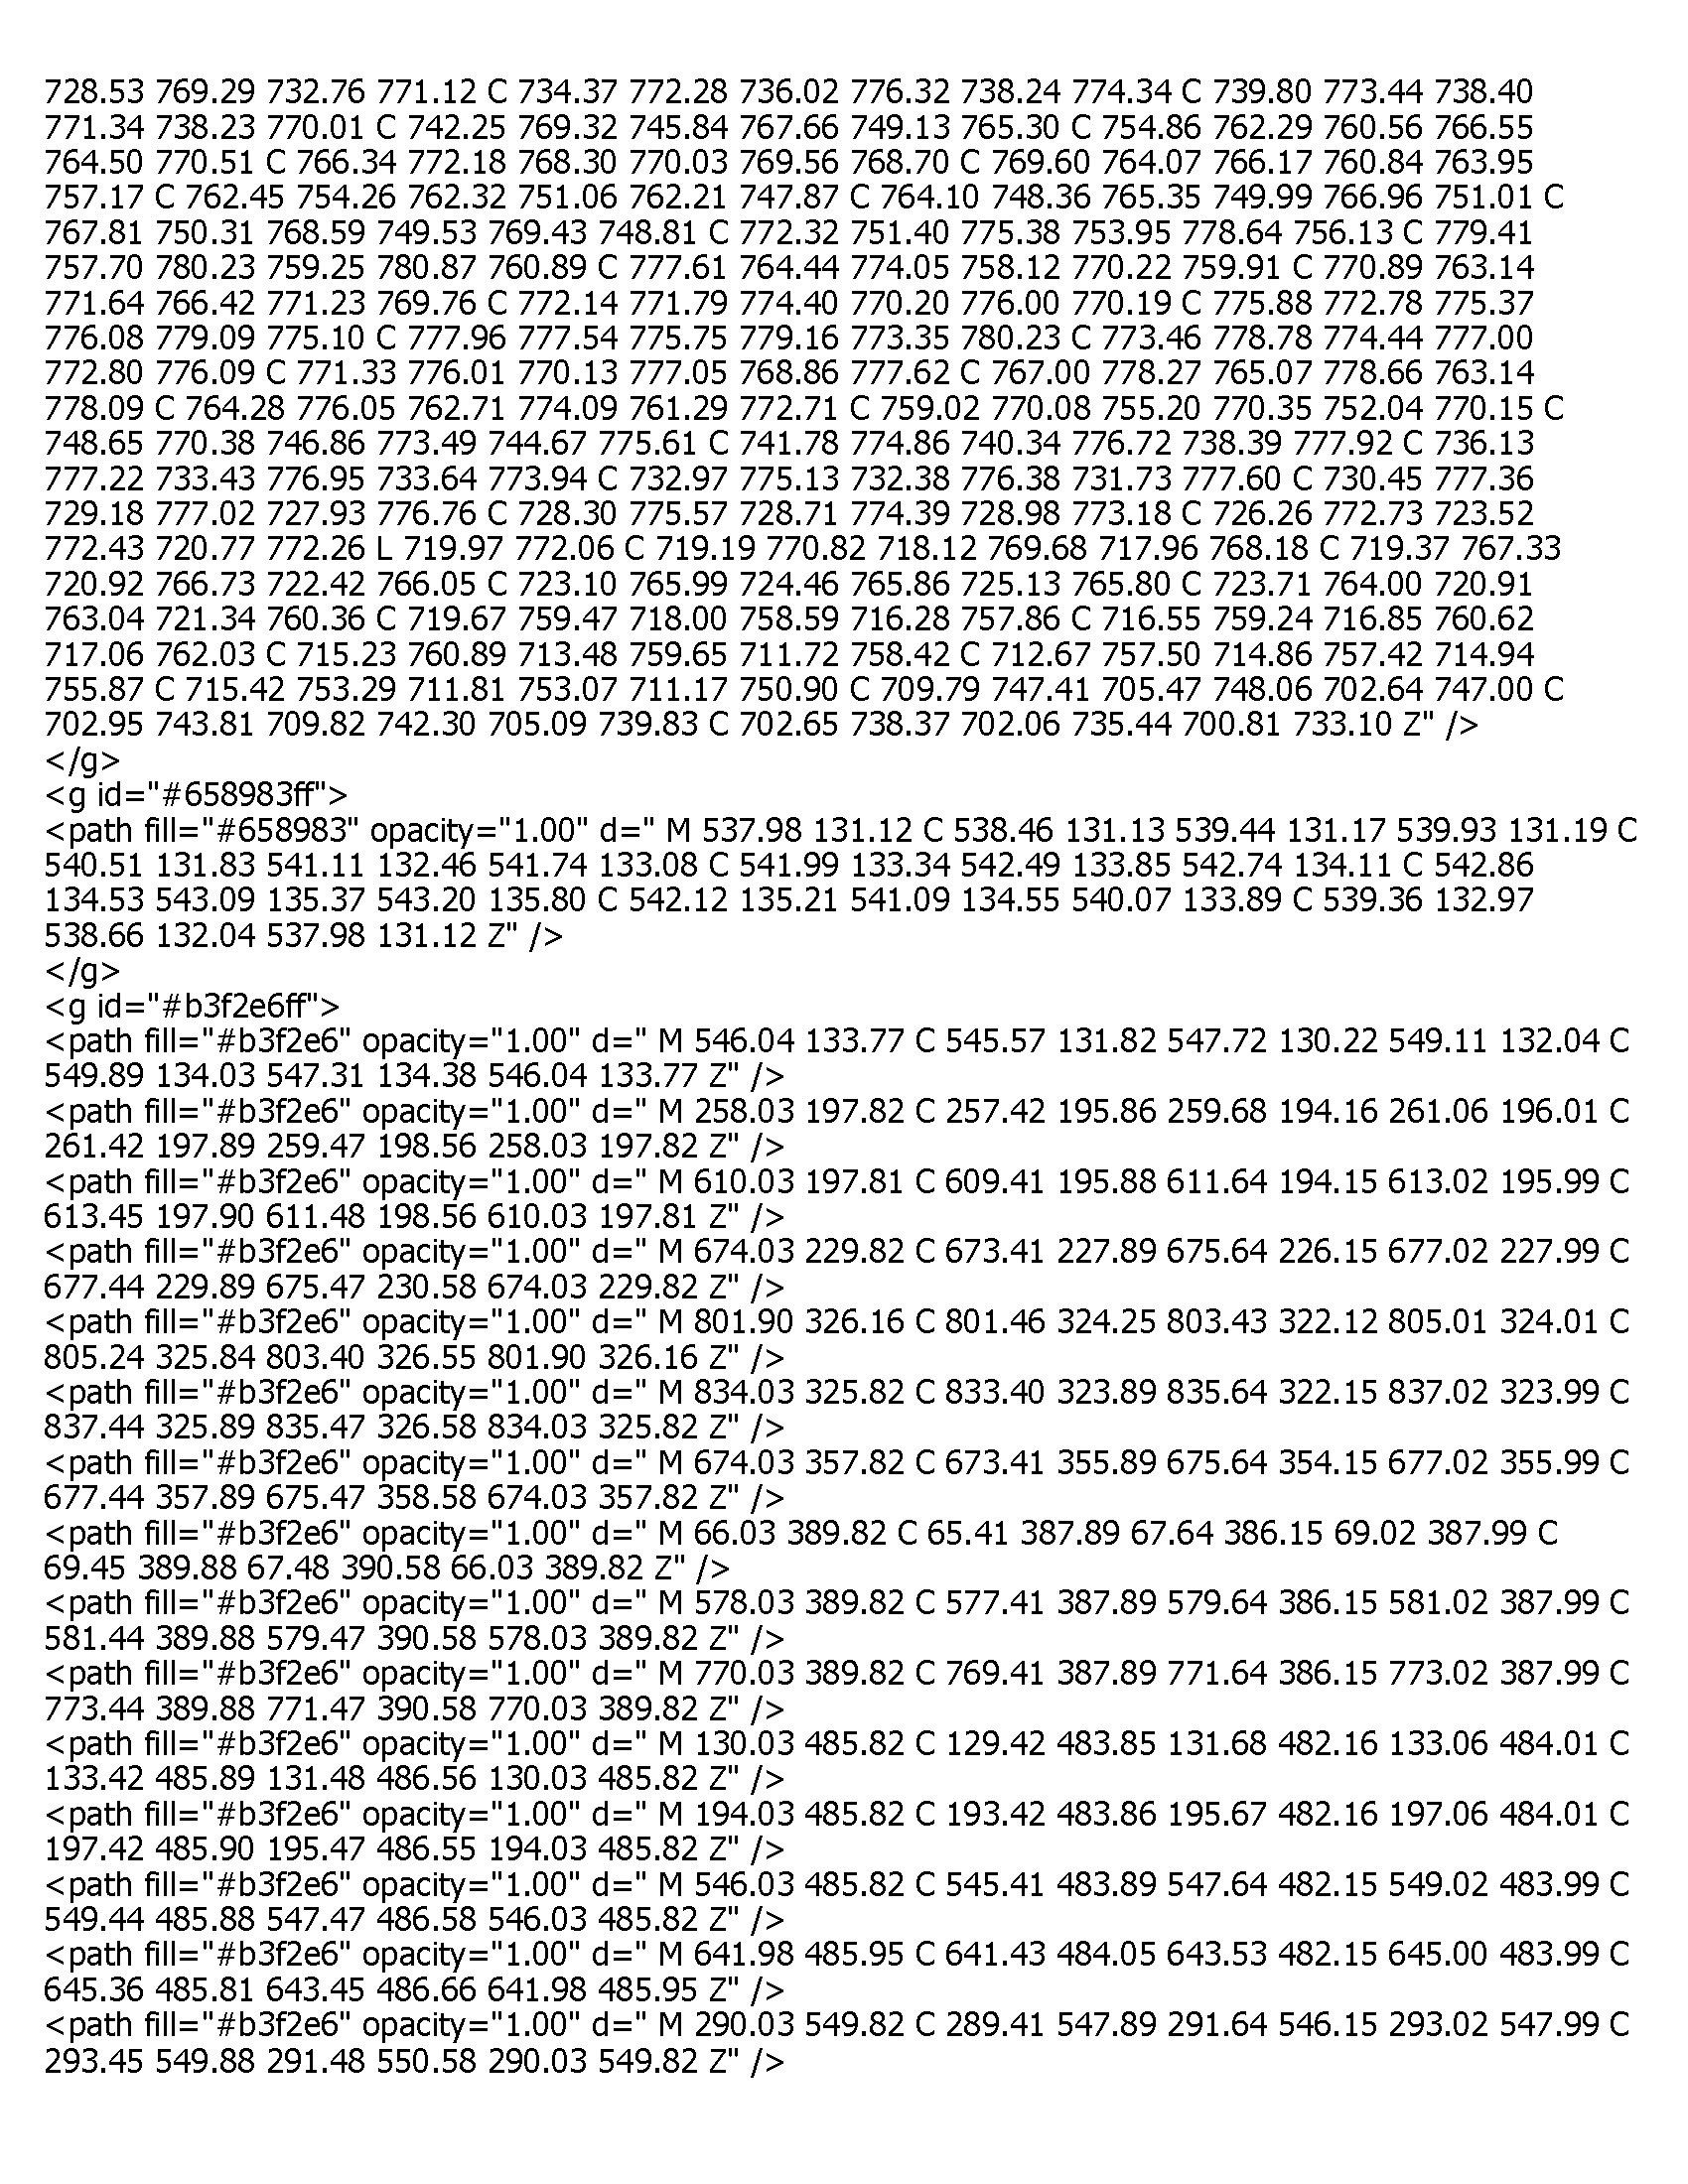 728.53 769.29 732.76 771.12 C 734.37 772.28 736.02 776.32 738.24 774.34 C 739.80 773.44 738.40
771.34 738.23 770.01 C 742.25 769.32 745.84 767.66 749.13 765.30 C 754.86 762.29 760.56 766.55
764.50 770.51 C 766.34 772.18 768.30 770.03 769.56 768.70 C 769.60 764.07 766.17 760.84 763.95
757.17 C 762.45 754.26 762.32 751.06 762.21 747.87 C 764.10 748.36 765.35 749.99 766.96 751.01 C
767.81 750.31 768.59 749.53 769.43 748.81 C 772.32 751.40 775.38 753.95 778.64 756.13 C 779.41
757.70 780.23 759.25 780.87 760.89 C 777.61 764.44 774.05 758.12 770.22 759.91 C 770.89 763.14
771.64 766.42 771.23 769.76 C 772.14 771.79 774.40 770.20 776.00 770.19 C 775.88 772.78 775.37
776.08 779.09 775.10 C 777.96 777.54 775.75 779.16 773.35 780.23 C 773.46 778.78 774.44 777.00
772.80 776.09 C 771.33 776.01 770.13 777.05 768.86 777.62 C 767.00 778.27 765.07 778.66 763.14
778.09 C 764.28 776.05 762.71 774.09 761.29 772.71 C 759.02 770.08 755.20 770.35 752.04 770.15 C
748.65 770.38 746.86 773.49 744.67 775.61 C 741.78 774.86 740.34 776.72 738.39 777.92 C 736.13
777.22 733.43 776.95 733.64 773.94 C 732.97 775.13 732.38 776.38 731.73 777.60 C 730.45 777.36
729.18 777.02 727.93 776.76 C 728.30 775.57 728.71 774.39 728.98 773.18 C 726.26 772.73 723.52
772.43 720.77 772.26 L 719.97 772.06 C 719.19 770.82 718.12 769.68 717.96 768.18 C 719.37 767.33
720.92 766.73 722.42 766.05 C 723.10 765.99 724.46 765.86 725.13 765.80 C 723.71 764.00 720.91
763.04 721.34 760.36 C 719.67 759.47 718.00 758.59 716.28 757.86 C 716.55 759.24 716.85 760.62
717.06 762.03 C 715.23 760.89 713.48 759.65 711.72 758.42 C 712.67 757.50 714.86 757.42 714.94
755.87 C 715.42 753.29 711.81 753.07 711.17 750.90 C 709.79 747.41 705.47 748.06 702.64 747.00 C
702.95 743.81 709.82 742.30 705.09 739.83 C 702.65 738.37 702.06 735.44 700.81 733.10 Z" />
</g>
<g id="#658983ff">
<path fill="#658983" opacity="1.00" d=" M 537.98 131.12 C 538.46 131.13 539.44 131.17 539.93 131.19 C
540.51 131.83 541.11 132.46 541.74 133.08 C 541.99 133.34 542.49 133.85 542.74 134.11 C 542.86
134.53 543.09 135.37 543.20 135.80 C 542.12 135.21 541.09 134.55 540.07 133.89 C 539.36 132.97
538.66 132.04 537.98 131.12 Z" />
</g>
<g id="#b3f2e6ff">
<path fill="#b3f2e6" opacity="1.00" d=" M 546.04 133.77 C 545.57 131.82 547.72 130.22 549.11 132.04 C
549.89 134.03 547.31 134.38 546.04 133.77 Z" />
<path fill="#b3f2e6" opacity="1.00" d=" M 258.03 197.82 C 257.42 195.86 259.68 194.16 261.06 196.01 C
261.42 197.89 259.47 198.56 258.03 197.82 Z" />
<path fill="#b3f2e6" opacity="1.00" d=" M 610.03 197.81 C 609.41 195.88 611.64 194.15 613.02 195.99 C
613.45 197.90 611.48 198.56 610.03 197.81 Z" />
<path fill="#b3f2e6" opacity="1.00" d=" M 674.03 229.82 C 673.41 227.89 675.64 226.15 677.02 227.99 C
677.44 229.89 675.47 230.58 674.03 229.82 Z" />
<path fill="#b3f2e6" opacity="1.00" d=" M 801.90 326.16 C 801.46 324.25 803.43 322.12 805.01 324.01 C
805.24 325.84 803.40 326.55 801.90 326.16 Z" />
<path fill="#b3f2e6" opacity="1.00" d=" M 834.03 325.82 C 833.40 323.89 835.64 322.15 837.02 323.99 C
837.44 325.89 835.47 326.58 834.03 325.82 Z" />
<path fill="#b3f2e6" opacity="1.00" d=" M 674.03 357.82 C 673.41 355.89 675.64 354.15 677.02 355.99 C
677.44 357.89 675.47 358.58 674.03 357.82 Z" />
<path fill="#b3f2e6" opacity="1.00" d=" M 66.03 389.82 C 65.41 387.89 67.64 386.15 69.02 387.99 C
69.45 389.88 67.48 390.58 66.03 389.82 Z" />
<path fill="#b3f2e6" opacity="1.00" d=" M 578.03 389.82 C 577.41 387.89 579.64 386.15 581.02 387.99 C
581.44 389.88 579.47 390.58 578.03 389.82 Z" />
<path fill="#b3f2e6" opacity="1.00" d=" M 770.03 389.82 C 769.41 387.89 771.64 386.15 773.02 387.99 C
773.44 389.88 771.47 390.58 770.03 389.82 Z" />
<path fill="#b3f2e6" opacity="1.00" d=" M 130.03 485.82 C 129.42 483.85 131.68 482.16 133.06 484.01 C
133.42 485.89 131.48 486.56 130.03 485.82 Z" />
<path fill="#b3f2e6" opacity="1.00" d=" M 194.03 485.82 C 193.42 483.86 195.67 482.16 197.06 484.01 C
197.42 485.90 195.47 486.55 194.03 485.82 Z" />
<path fill="#b3f2e6" opacity="1.00" d=" M 546.03 485.82 C 545.41 483.89 547.64 482.15 549.02 483.99 C
549.44 485.88 547.47 486.58 546.03 485.82 Z" />
<path fill="#b3f2e6" opacity="1.00" d=" M 641.98 485.95 C 641.43 484.05 643.53 482.15 645.00 483.99 C
645.36 485.81 643.45 486.66 641.98 485.95 Z" />
<path fill="#b3f2e6" opacity="1.00" d=" M 290.03 549.82 C 289.41 547.89 291.64 546.15 293.02 547.99 C
293.45 549.88 291.48 550.58 290.03 549.82 Z" />